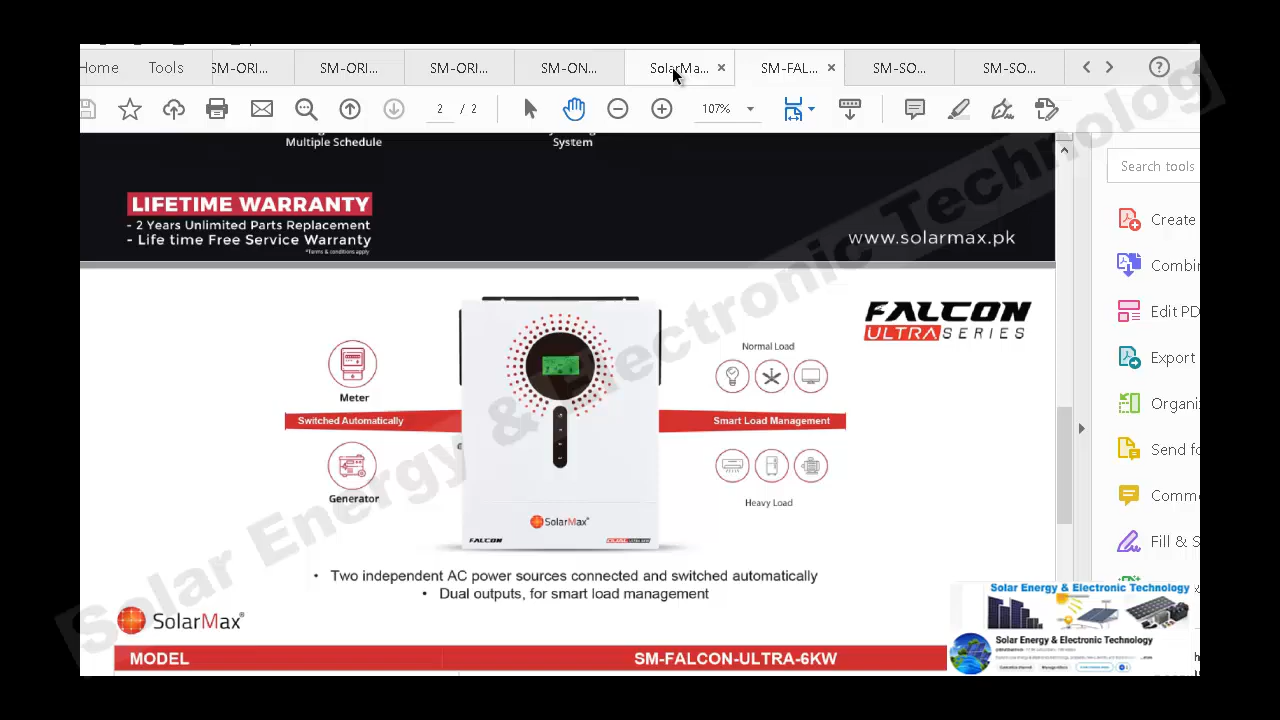 Home Tools SM-ORI... SM-ORI... SM-ORI... SM-ON... SolarMa... SM-FAL... SM-SO... SM-SO...
2 / 2 107%
Multiple Schedule
System
LIFETIME WARRANTY
- 2 Years Unlimited Parts Replacement
- Life time Free Service Warranty
*Terms & conditions apply
www.solarmax.pk
Search tools
Create
Combin
Edit PD
Export
Organiz
Send fo
Comme
Fill & S
FALCON
ULTRA SERIES
Normal Load
Meter
Switched Automatically
Smart Load Management
Generator
Heavy Load
SolarMax
FALCON
• Two independent AC power sources connected and switched automatically
• Dual outputs, for smart load management
SolarMax®
MODEL SM-FALCON-ULTRA-6KW
Solar Energy & Electronic Technology
Solar Energy & Electronic Technology
Solar Energy & Electronic Technolog